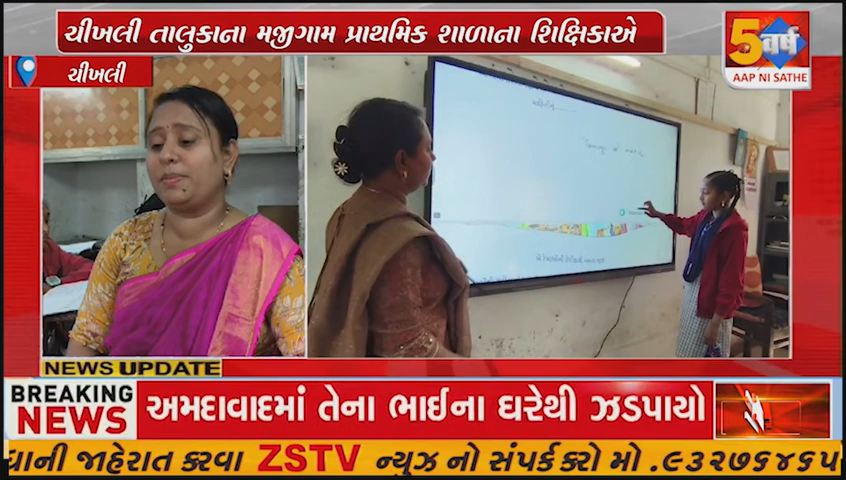 ચીખલી તાલુકાના મજીગામ પ્રાથમિક શાળાના શિક્ષિકાએ
5 વર્ષ
AAP NI SATHE
ચીખલી
NEWS UPDATE
BREAKING
NEWS
અમદાવાદમાં તેના ભાઈના ઘરેથી ઝડપાયો
ધાની જાહેરાત કરવા ZSTV ન્યુઝ નો સંપર્ક કરો મો .૯૩૨૭૬૪૬૫